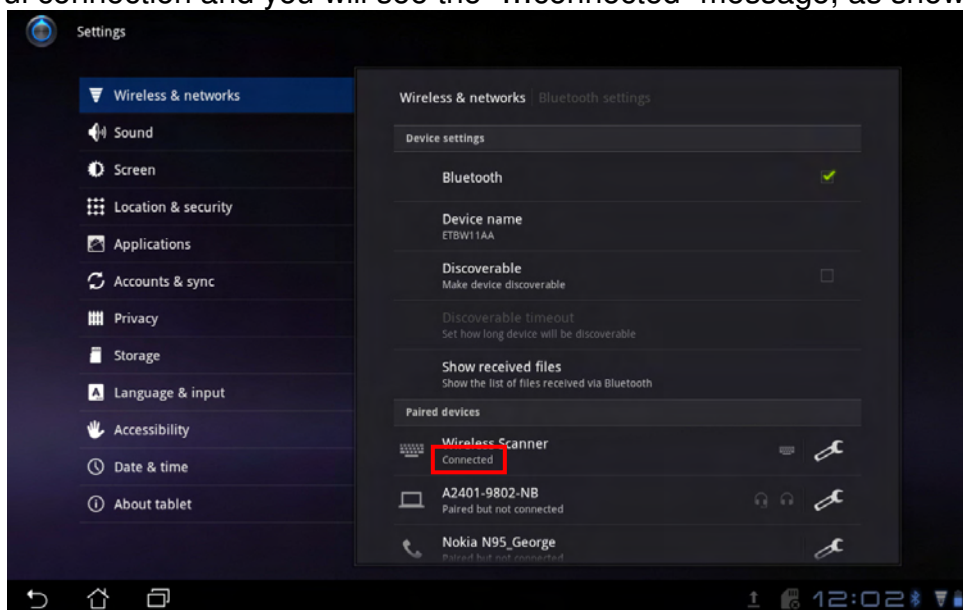 connection and you will see the "...connected" message, as show
Settings
Wireless & networks
Sound
Screen
Location & security
Applications
Accounts & sync
Privacy
Storage
Language & input
Accessibility
Date & time
About tablet
Wireless & networks Bluetooth settings
Device settings
Bluetooth
Device name
ETBW11AA
Discoverable
Make device discoverable
Discoverable timeout
Set how long device will be discoverable
Show received files
Show the list of files received via Bluetooth
Paired devices
Wireless Scanner
Connected
A2401-9802-NB
Paired but not connected
Nokia N95_George
Paired but not connected
12:02